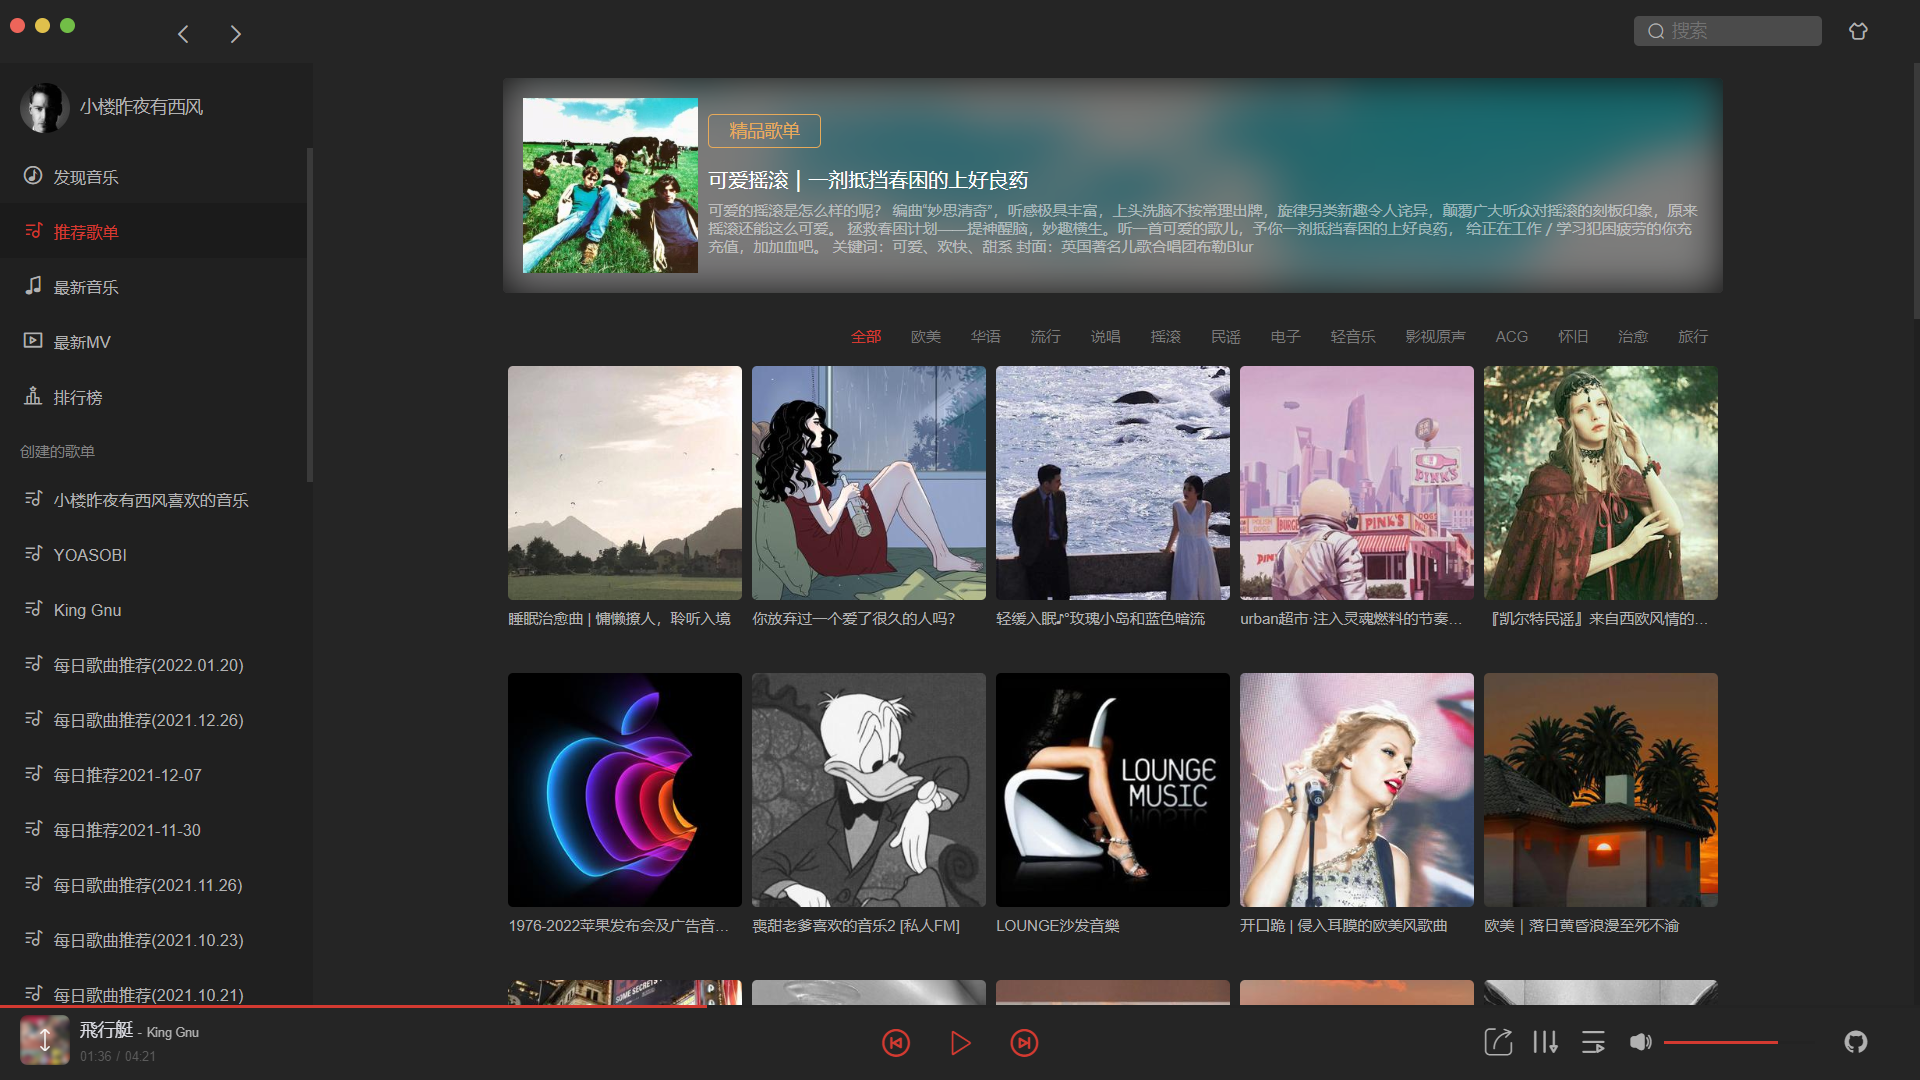 搜索
小楼昨夜有西风
发现音乐
推荐歌单
最新音乐
最新MV
排行榜
创建的歌单
小楼昨夜有西风喜欢的音乐
YOASOBI
King Gnu
每日歌曲推荐(2022.01.20)
每日歌曲推荐(2021.12.26)
每日推荐2021-12-07
每日推荐2021-11-30
每日歌曲推荐(2021.11.26)
每日歌曲推荐(2021.10.23)
每日歌曲推荐(2021.10.21)
精品歌单
可爱摇滚 | 一剂抵挡春困的上好良药
可爱的摇滚是怎么样的呢？ 编曲“妙思清奇”，听感极具丰富，上头洗脑不按常理出牌，旋律另类新趣令人诧异，颠覆广大听众对摇滚的刻板印象，原来
摇滚还能这么可爱。 拯救春困计划——提神醒脑，妙趣横生。听一首可爱的歌儿，予你一剂抵挡春困的上好良药， 给正在工作 / 学习犯困疲劳的你充
充值，加加血吧。 关键词：可爱、欢快、甜系 封面：英国著名儿歌合唱团布勒Blur
全部 欧美 华语 流行 说唱 摇滚 民谣 电子 轻音乐 影视原声 ACG 怀旧 治愈 旅行
PINK'S
BURGE
PINK'S
DOGS
睡眠治愈曲 | 慵懒撩人，聆听入境
你放弃过一个爱了很久的人吗？
轻缓入眠♪°玫瑰小岛和蓝色暗流
urban超市·注入灵魂燃料的节奏...
『凯尔特民谣』来自西欧风情的...
LOUNGE
MUSIC
1976-2022苹果发布会及广告音...
喪甜老爹喜欢的音乐2 [私人FM]
LOUNGE沙发音樂
开口跪 | 侵入耳膜的欧美风歌曲
欧美｜落日黄昏浪漫至死不渝
SOME SECRETS
飛行艇 - King Gnu
01:36 / 04:21